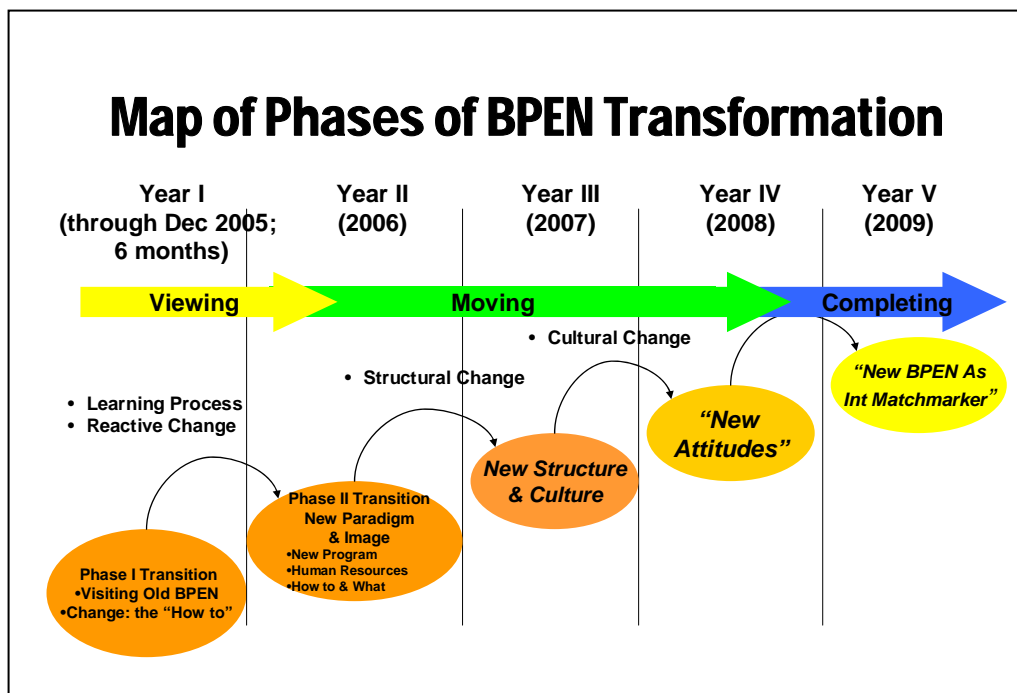 Map of Phases of BPEN Transformation
Year I
(through Dec 2005;
6 months)
Year II
(2006)
Year III
(2007)
Year IV
(2008)
Year V
(2009)
Viewing
Moving
Completing
• Learning Process
• Reactive Change
• Structural Change
• Cultural Change
Phase I Transition
•Visiting Old BPEN
•Change: the “How to”
Phase II Transition
New Paradigm
& Image
•New Program
•Human Resources
•How to & What
New Structure
& Culture
“New
Attitudes”
“New BPEN As
Int Matchmarker”